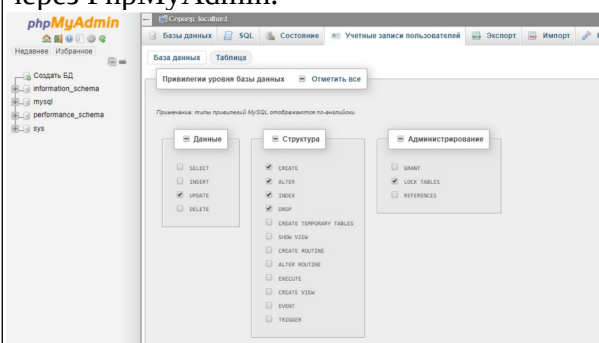 через PhpMyAdmin.
phpMyAdmin
Недавнее Избранное
Создать БД
information_schema
mysql
performance_schema
sys
Сервер: localhost
Базы данных SQL Состояние Учетные записи пользователей Экспорт Импорт
База данных Таблица
Привилегии уровня базы данных Отметить все
Примечание: типы привилегий MySQL отображаются по-английски
Данные
SELECT
INSERT
UPDATE
DELETE
Структура
CREATE
ALTER
INDEX
DROP
CREATE TEMPORARY TABLES
SHOW VIEW
CREATE ROUTINE
ALTER ROUTINE
EXECUTE
CREATE VIEW
EVENT
TRIGGER
Администрирование
GRANT
LOCK TABLES
REFERENCES